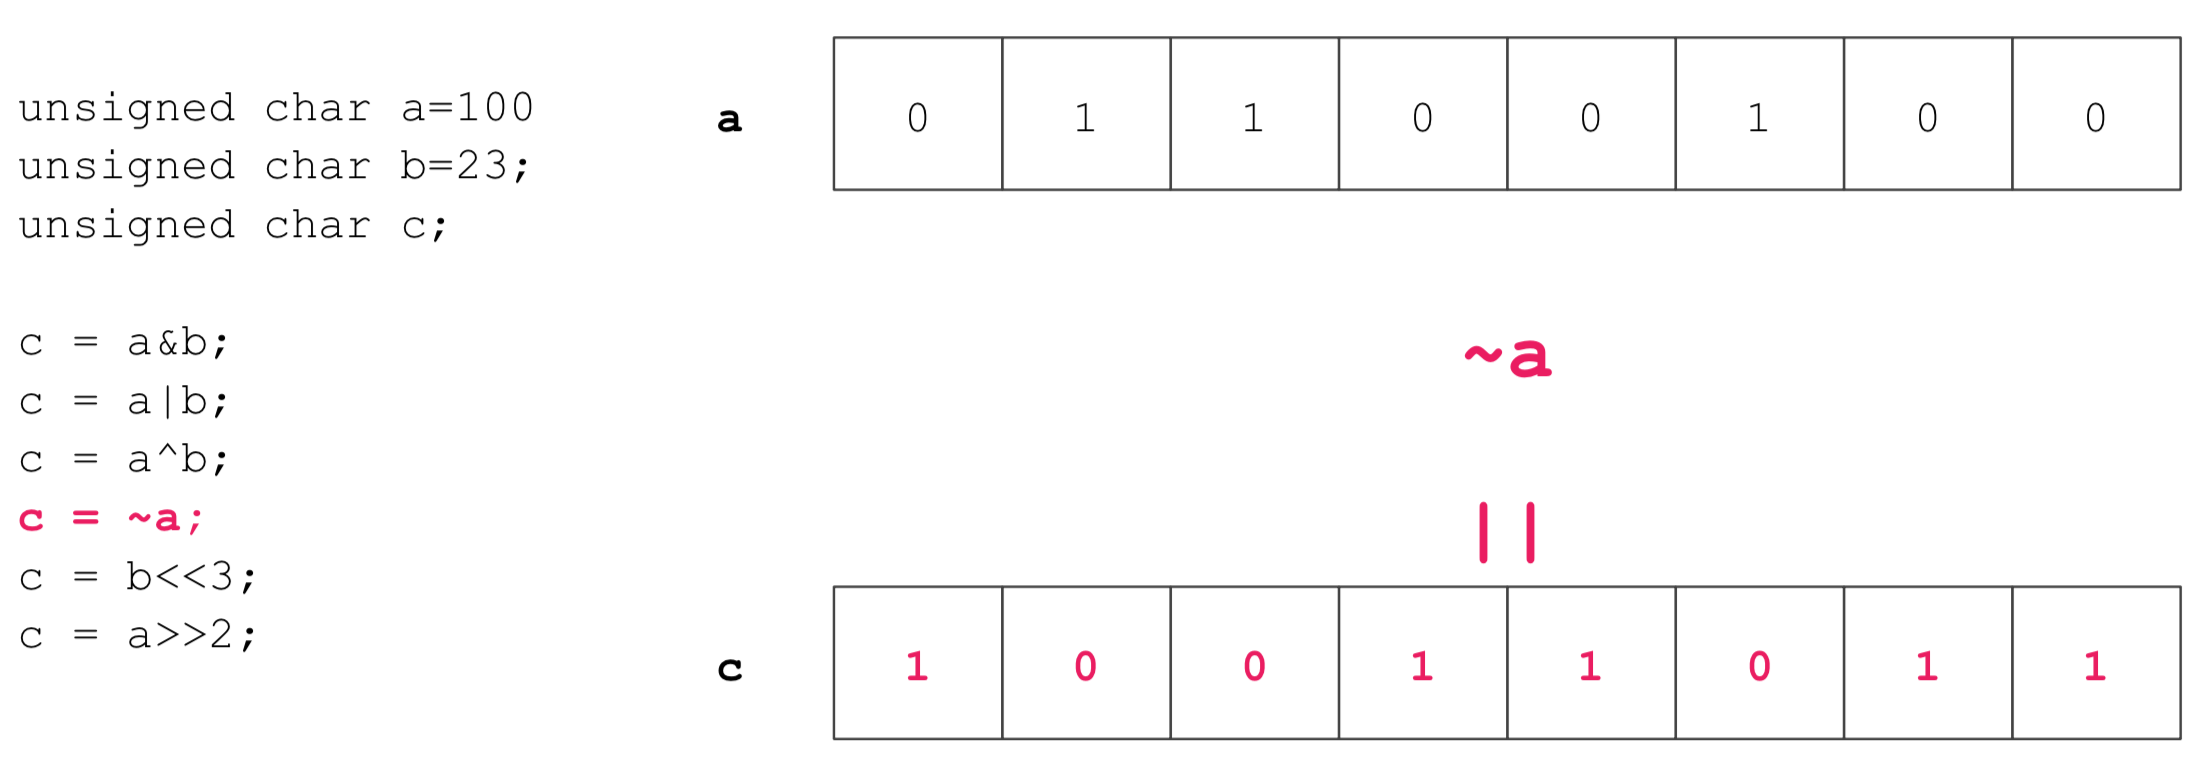 unsigned char a=100
unsigned char b=23;
unsigned char c;
c = a&b;
c = a|b;
c = a^b;
c = ~a;
c = b<<3;
c = a>>2;
a 0 1 1 0 0 1 0 0
~a
||
c 1 0 0 1 1 0 1 1